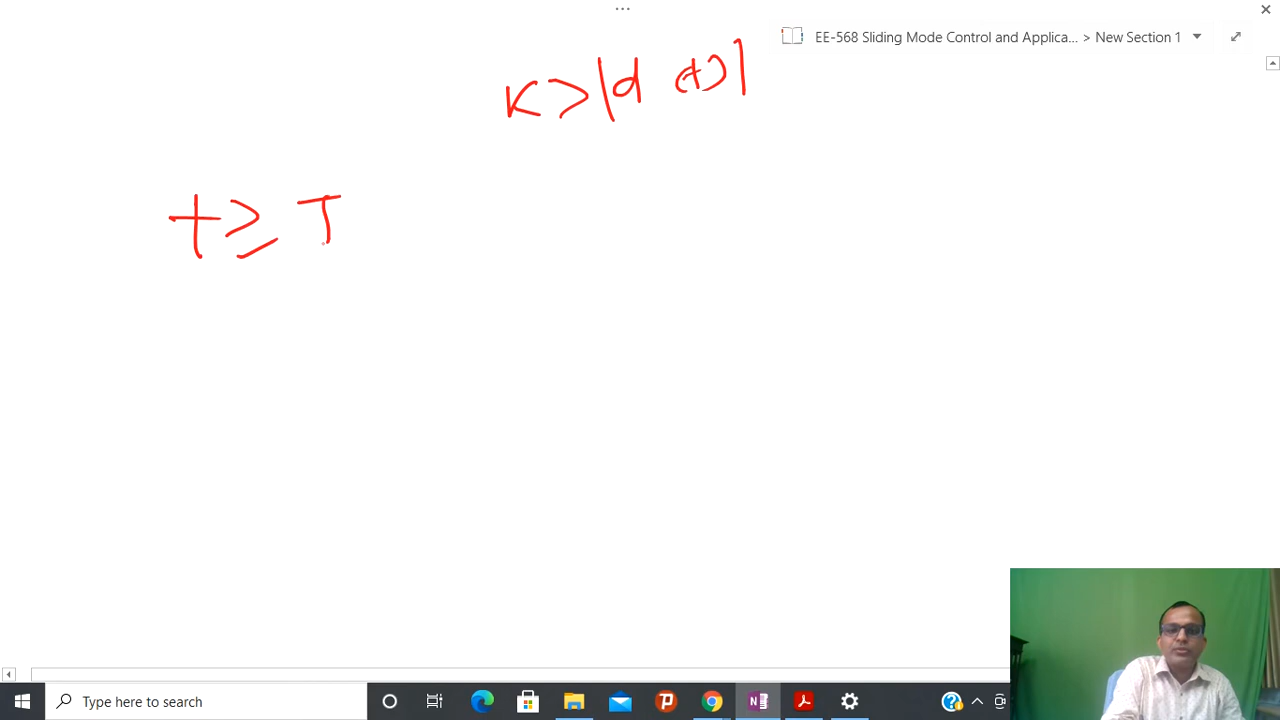 EE-568 Sliding Mode Control and Applica... > New Section 1
K > |d (t)|
t ≥ T
Type here to search